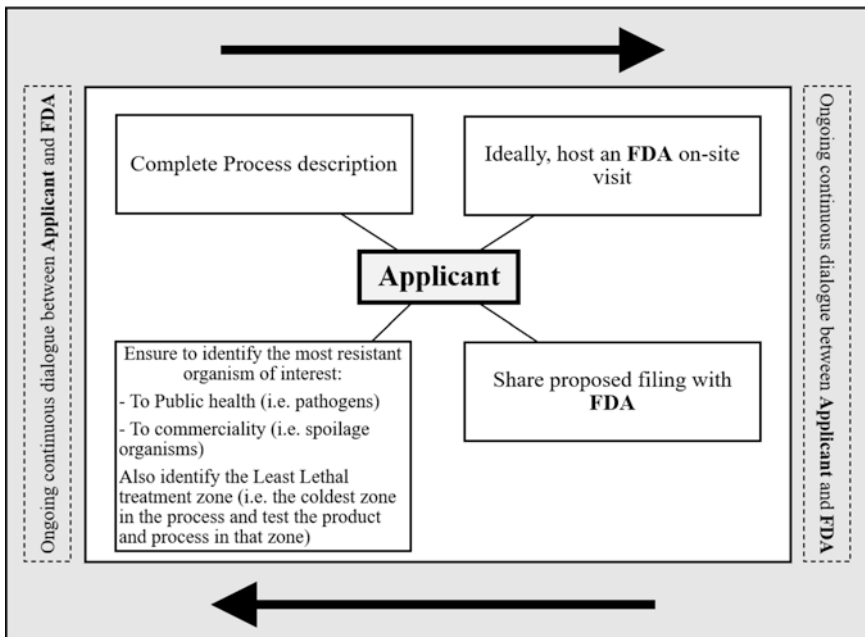 Ongoing continuous dialogue between Applicant and FDA
Complete Process description
Ideally, host an FDA on-site
visit
Applicant
Ensure to identify the most resistant
organism of interest:
- To Public health (i.e. pathogens)
- To commerciality (i.e. spoilage
organisms)
Also identify the Least Lethal
treatment zone (i.e. the coldest zone
in the process and test the product
and process in that zone)
Share proposed filing with
FDA
Ongoing continuous dialogue between Applicant and FDA